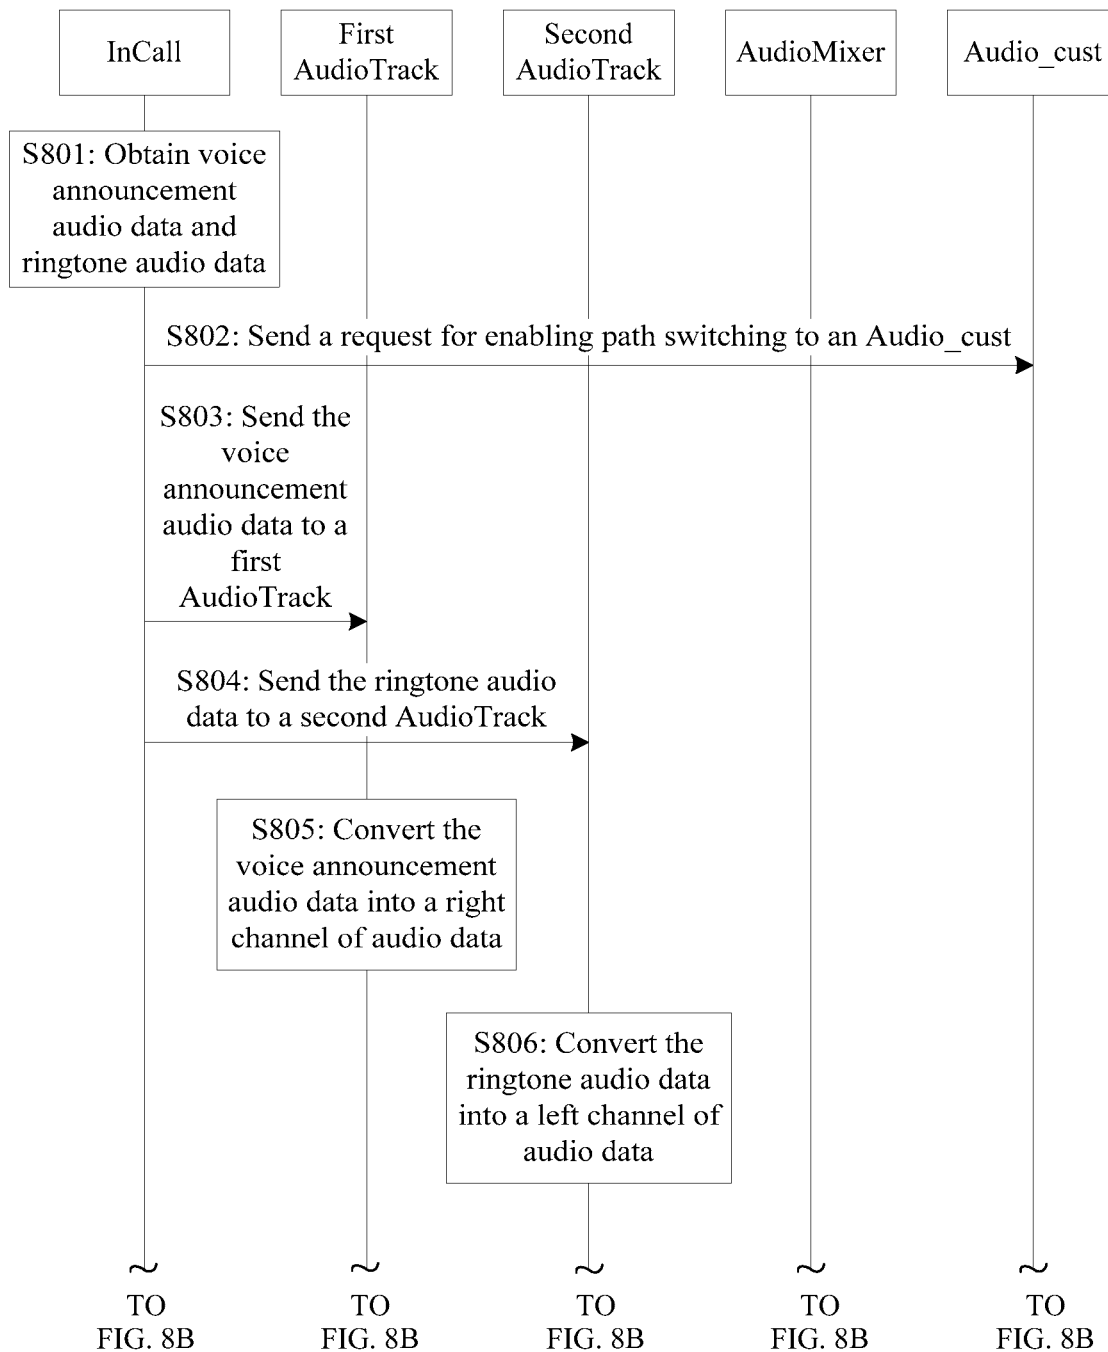 InCall
First
AudioTrack
Second
AudioTrack
AudioMixer
Audio_cust
S801: Obtain voice
announcement
audio data and
ringtone audio data
S802: Send a request for enabling path switching to an Audio_cust
S803: Send the
voice
announcement
audio data to a
first
AudioTrack
S804: Send the ringtone audio
data to a second AudioTrack
S805: Convert the
voice announcement
audio data into a right
channel of audio data
S806: Convert the
ringtone audio data
into a left channel of
audio data
TO
FIG. 8B
TO
FIG. 8B
TO
FIG. 8B
TO
FIG. 8B
TO
FIG. 8B